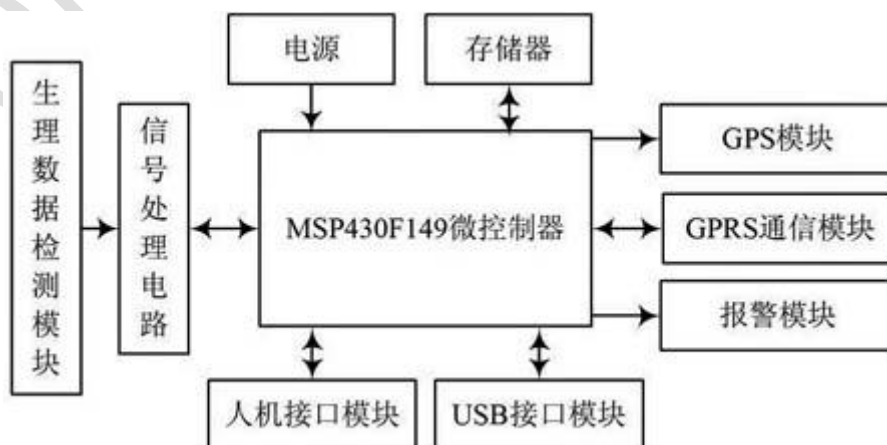 电源
存储器
生理数据检测模块
信号处理电路
MSP430F149微控制器
GPS模块
GPRS通信模块
报警模块
人机接口模块
USB接口模块